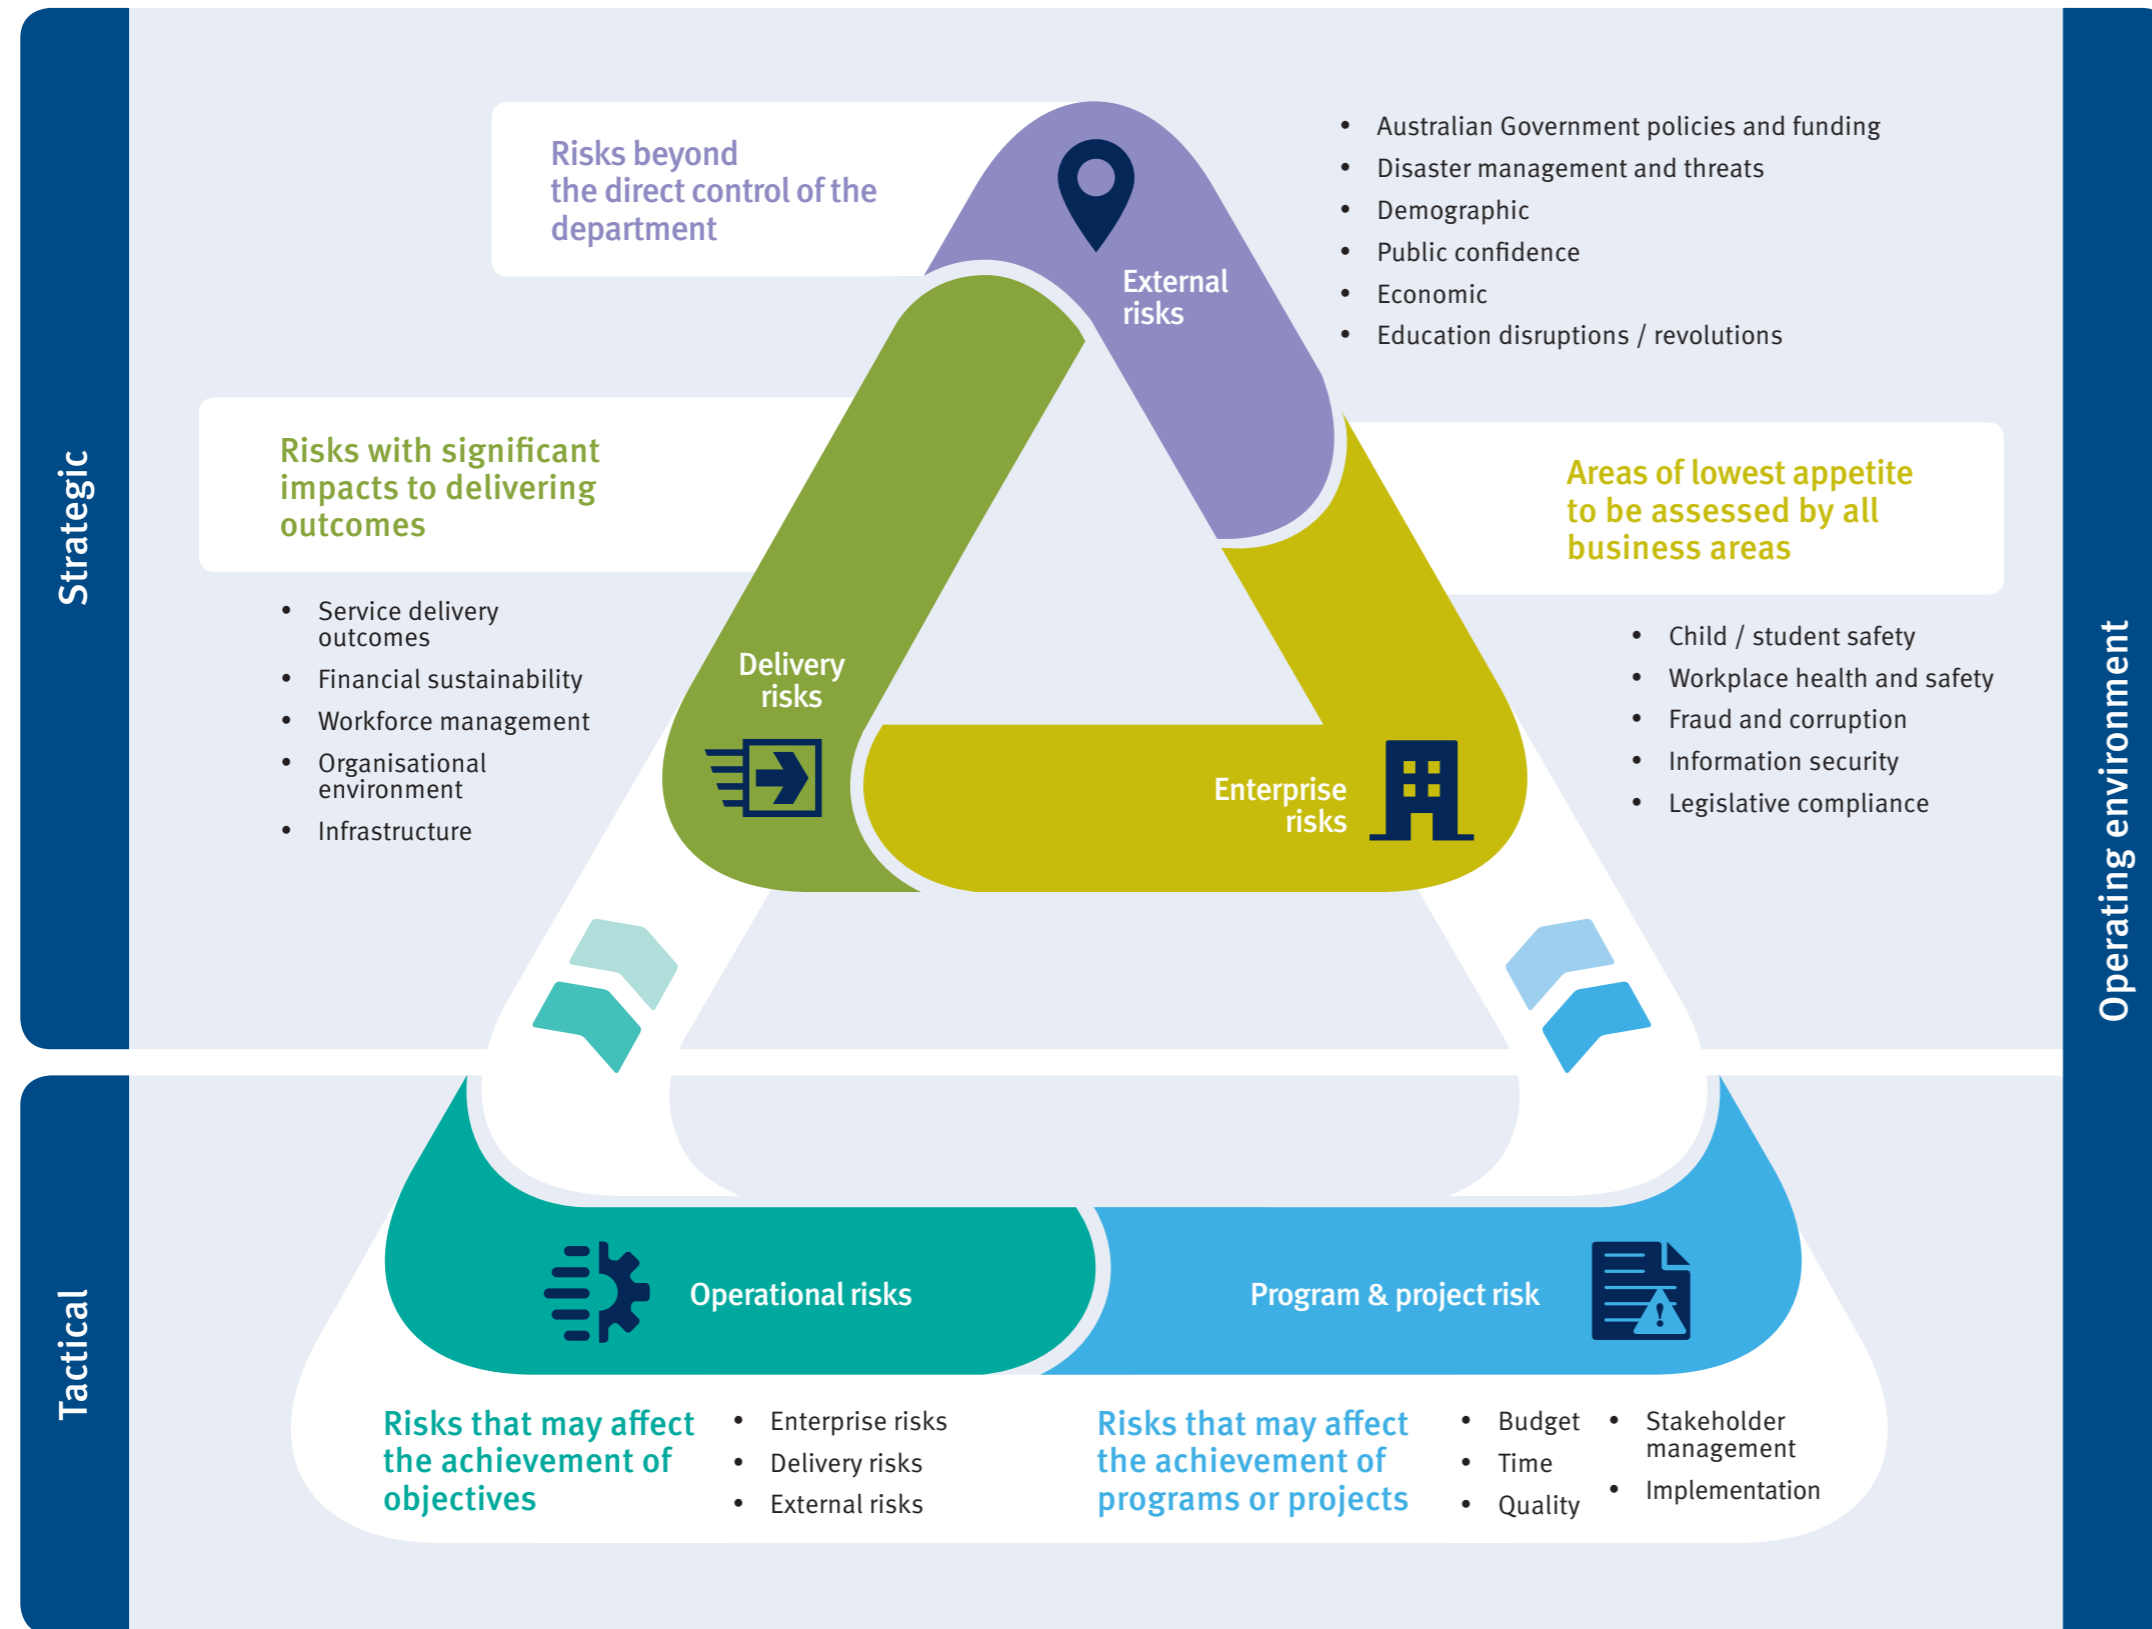 Strategic
Risks beyond
the direct control of the
department
External
risks
• Australian Government policies and funding
• Disaster management and threats
• Demographic
• Public confidence
• Economic
• Education disruptions / revolutions
Risks with significant
impacts to delivering
outcomes
• Service delivery
outcomes
• Financial sustainability
• Workforce management
• Organisational
environment
• Infrastructure
Delivery
risks
Areas of lowest appetite
to be assessed by all
business areas
• Child / student safety
• Workplace health and safety
• Fraud and corruption
• Information security
• Legislative compliance
Enterprise
risks
Operating environment
Tactical
Operational risks
Program & project risk
!
Risks that may affect
the achievement of
objectives
• Enterprise risks
• Delivery risks
• External risks
Risks that may affect
the achievement of
programs or projects
• Budget
• Time
• Quality
• Stakeholder
management
• Implementation